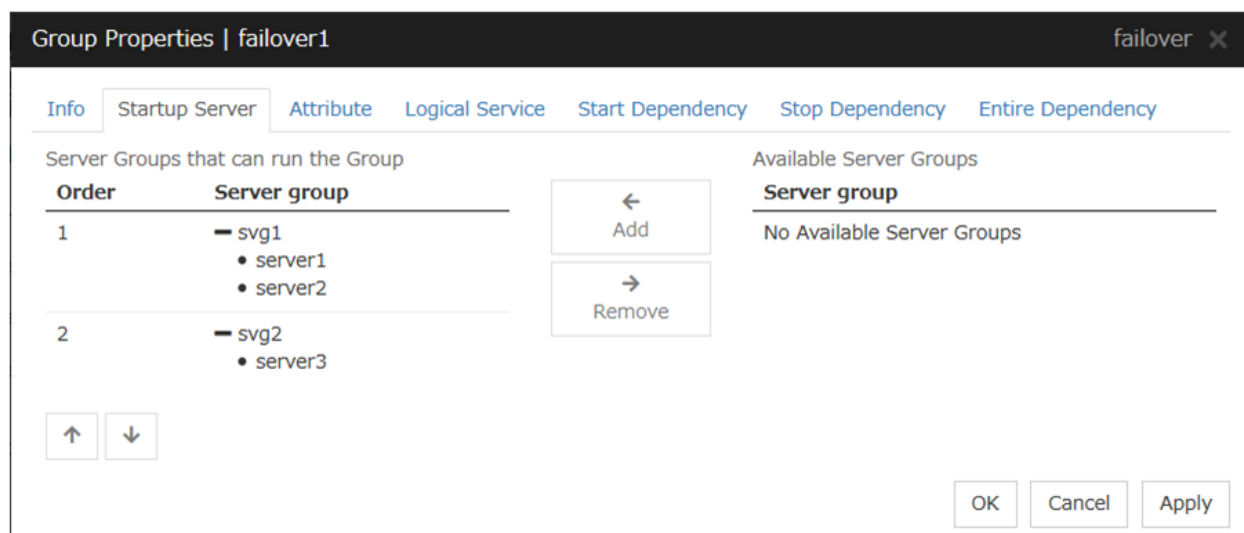 Group Properties | failover1 failover ×
Info Startup Server Attribute Logical Service Start Dependency Stop Dependency Entire Dependency
Server Groups that can run the Group
Order Server group
1 svg1
server1
server2
2 svg2
server3
Add
Remove
Available Server Groups
Server group
No Available Server Groups
OK Cancel Apply